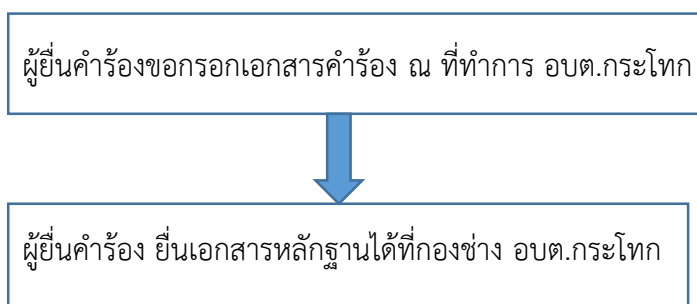 ผู้ยื่นคำร้องขอกรอกเอกสารคำร้อง ณ ที่ทำการ อบต.กระโทก
ผู้ยื่นคำร้อง ยื่นเอกสารหลักฐานได้ที่กองช่าง อบต.กระโทก